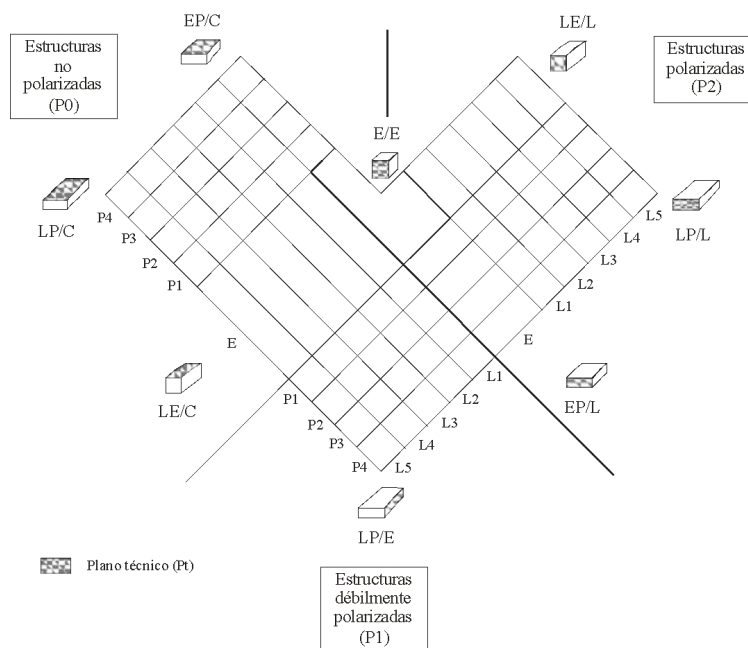 EP/C
LE/L
Estructuras
no
polarizadas
(P0)
Estructuras
polarizadas
(P2)
E/E
LP/C
P4
P3
P2
P1
E
P1
P2
P3
P4
L5
L4
L3
L2
L1
E
L1
L2
L3
L4
L5
LP/L
LE/C
EP/L
LP/E
Plano técnico (Pt)
Estructuras
débilmente
polarizadas
(P1)